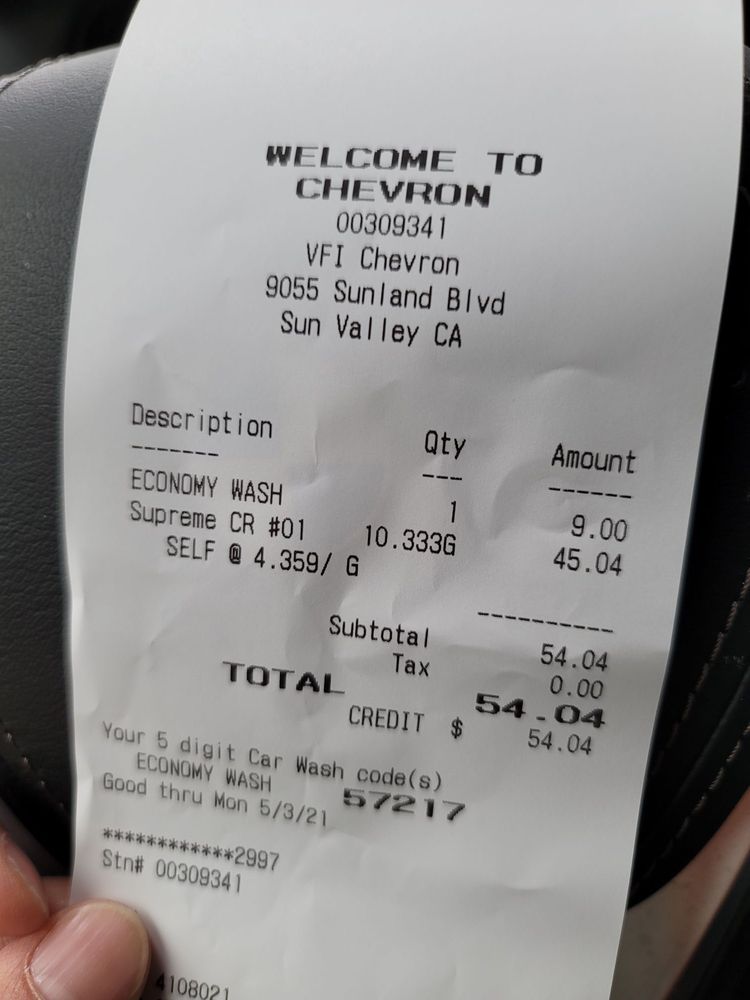 WELCOME TO
CHEVRON
00309341
VFI Chevron
9055 Sunland Blvd
Sun Valley CA
Description Qty Amount
------- --- ------
ECONOMY WASH 1 9.00
Supreme CR #01 10.333G 45.04
SELF @ 4.359/ G
----------
Subtotal 54.04
Tax 0.00
TOTAL 54.04
CREDIT $ 54.04
Your 5 digit Car Wash code(s)
ECONOMY WASH 57217
Good thru Mon 5/3/21
************2997
Stn# 00309341
4108021